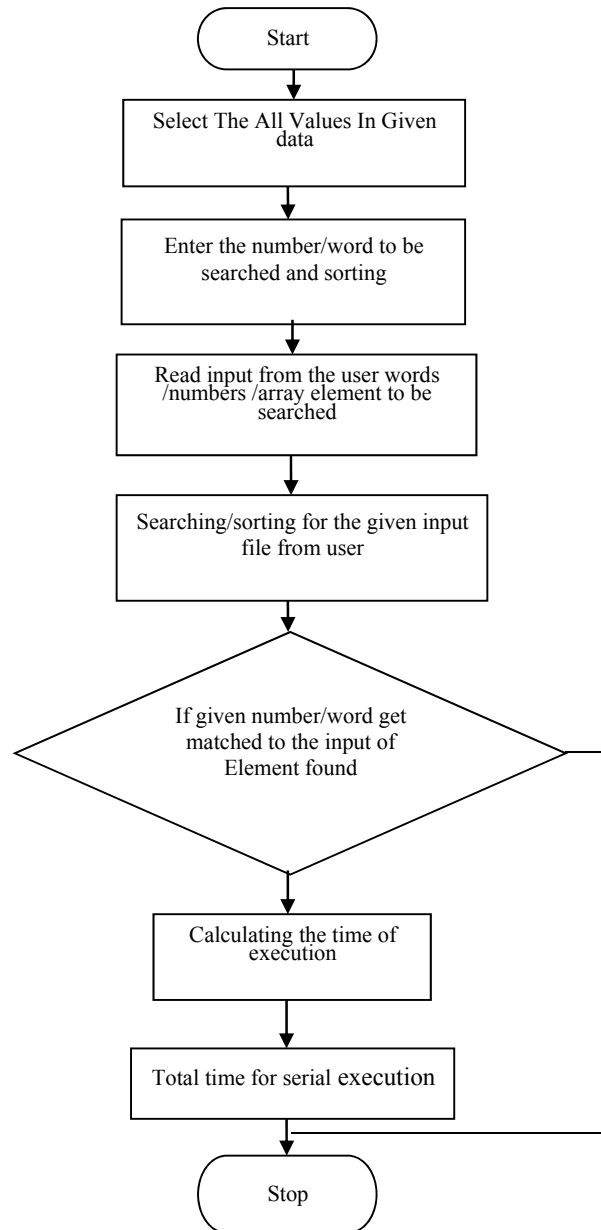 Start
Select The All Values In Given
data
Enter the number/word to be
searched and sorting
Read input from the user words
/numbers /array element to be
searched
Searching/sorting for the given input
file from user
If given number/word get
matched to the input of
Element found
Calculating the time of
execution
Total time for serial execution
Stop